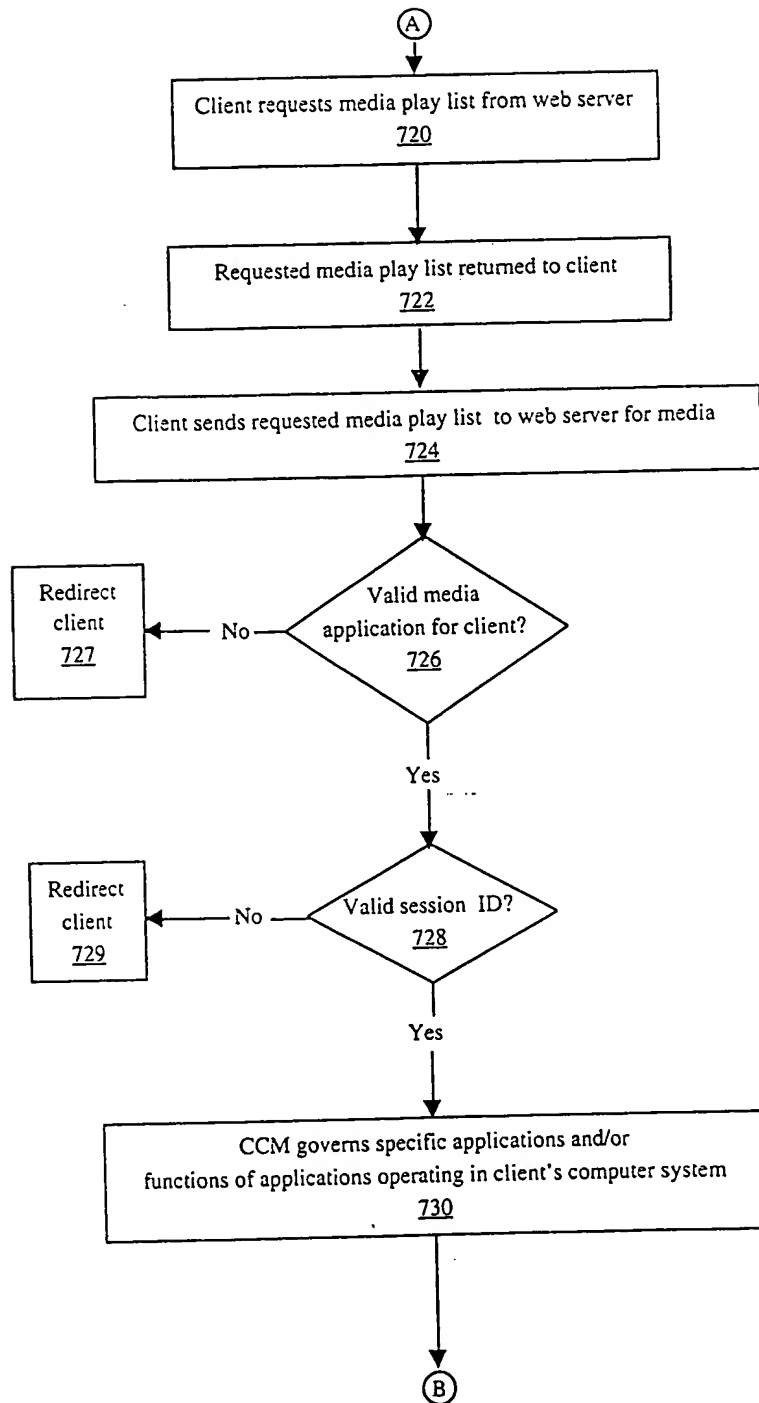 A
Client requests media play list from web server
720
Requested media play list returned to client
722
Client sends requested media play list to web server for media
724
Valid media
application for client?
726
Redirect
client
727
No
Yes
Valid session ID?
728
Redirect
client
729
No
Yes
CCM governs specific applications and/or
functions of applications operating in client's computer system
730
B